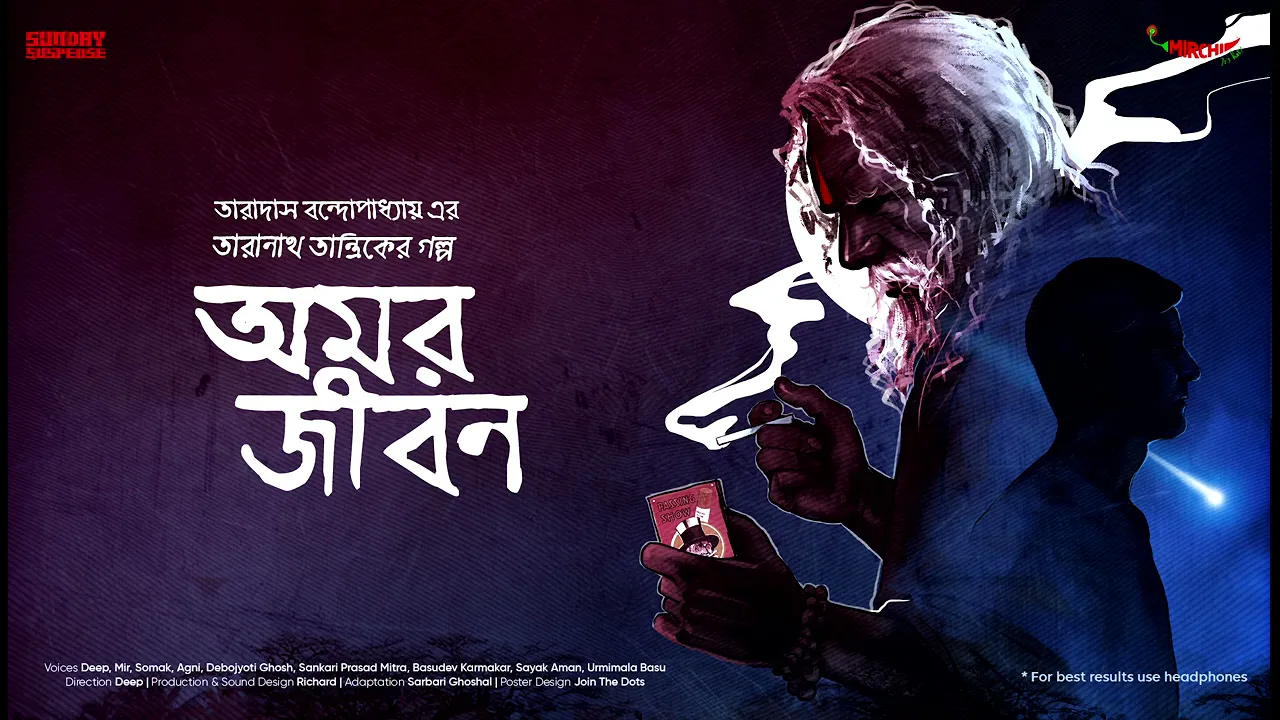 SUNDAY
SUSPENSE
MIRCHI
তারাদাস বন্দোপাধ্যায় এর
তারানাথ তান্ত্রিকের গল্প
অমর
জীবন
PASSING
SHOW
Voices Deep, Mir, Somak, Agni, Debojyoti Ghosh, Sankari Prasad Mitra, Basudev Karmakar, Sayak Aman, Urmimala Basu
Direction Deep | Production & Sound Design Richard | Adaptation Sarbari Ghoshal | Poster Design Join The Dots
* For best results use headphones